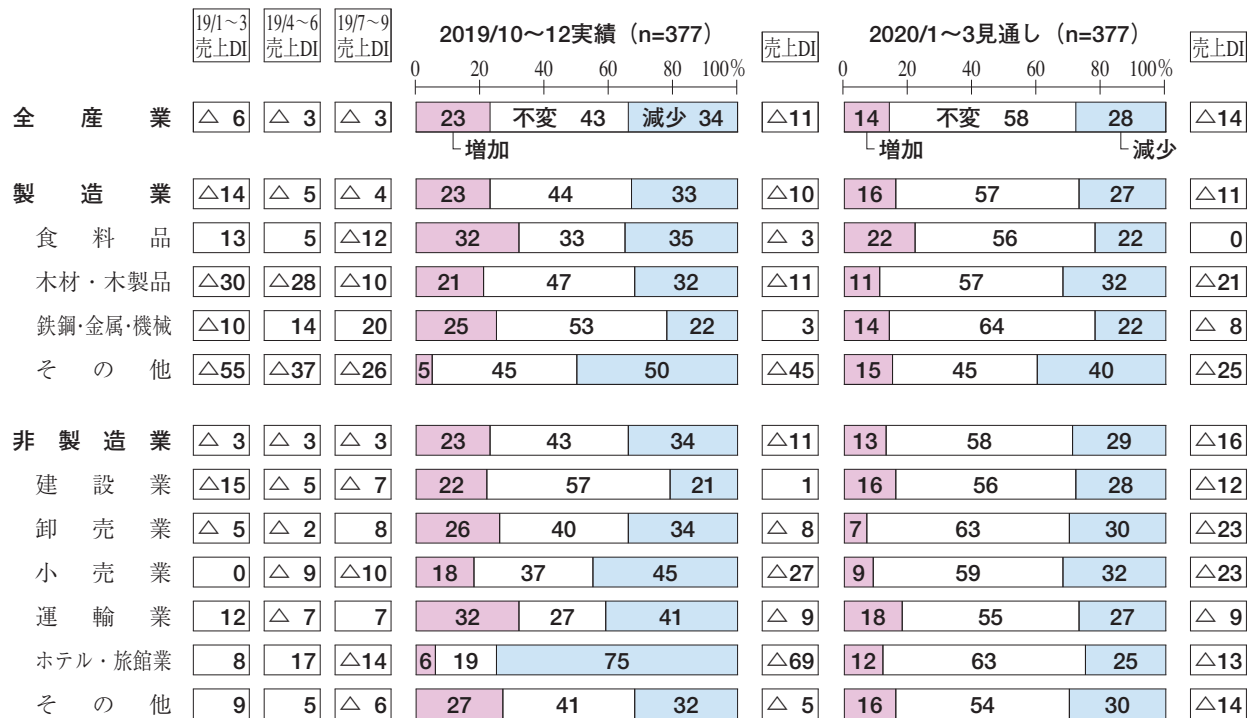 19/1〜3 19/4〜6 19/7〜9 2019/10〜12実績（n=377） 2020/1〜3見通し（n=377）
売上DI 売上DI 売上DI 売上DI 売上DI
0 20 40 60 80 100% 0 20 40 60 80 100%
全産業 △6 △3 △3 23 不変 43 減少 34 △11 14 不変 58 28 △14
増加 増加 減少
製造業 △14 △5 △4 23 44 33 △10 16 57 27 △11
食料品 13 5 △12 32 33 35 △3 22 56 22 0
木材・木製品 △30 △28 △10 21 47 32 △11 11 57 32 △21
鉄鋼・金属・機械 △10 14 20 25 53 22 3 14 64 22 △8
その他 △55 △37 △26 5 45 50 △45 15 45 40 △25
非製造業 △3 △3 △3 23 43 34 △11 13 58 29 △16
建設業 △15 △5 △7 22 57 21 1 16 56 28 △12
卸売業 △5 △2 8 26 40 34 △8 7 63 30 △23
小売業 0 △9 △10 18 37 45 △27 9 59 32 △23
運輸業 12 △7 7 32 27 41 △9 18 55 27 △9
ホテル・旅館業 8 17 △14 6 19 75 △69 12 63 25 △13
その他 9 5 △6 27 41 32 △5 16 54 30 △14